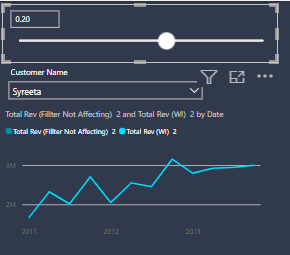 0.20
Customer Name
Syreeta
Total Rev (Fillter Not Affecting) 2 and Total Rev (WI) 2 by Date
Total Rev (Fillter Not Affecting) 2 Total Rev (WI) 2
3M
2M
2011 2012 2013